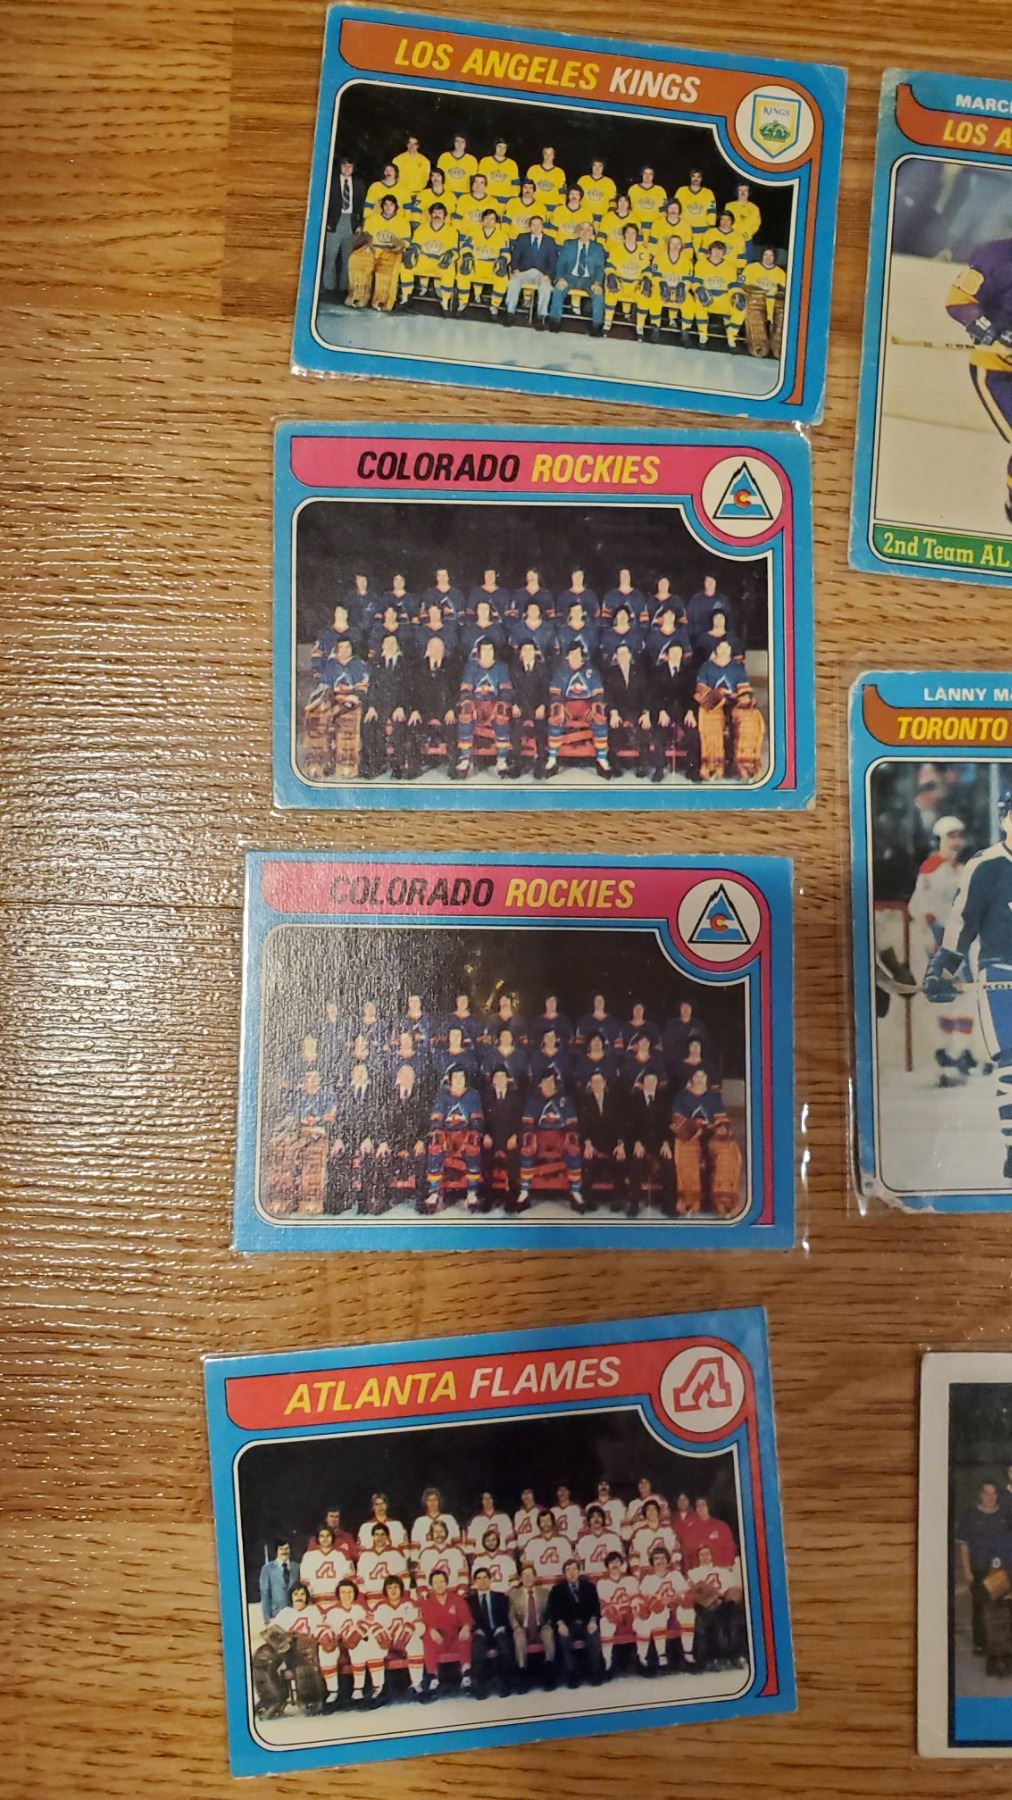 LOS ANGELES KINGS
KINGS
MARC
LOS A
2nd Team AL
COLORADO ROCKIES
C
LANNY M
TORONTO
COLORADO ROCKIES
C
ATLANTA FLAMES
A